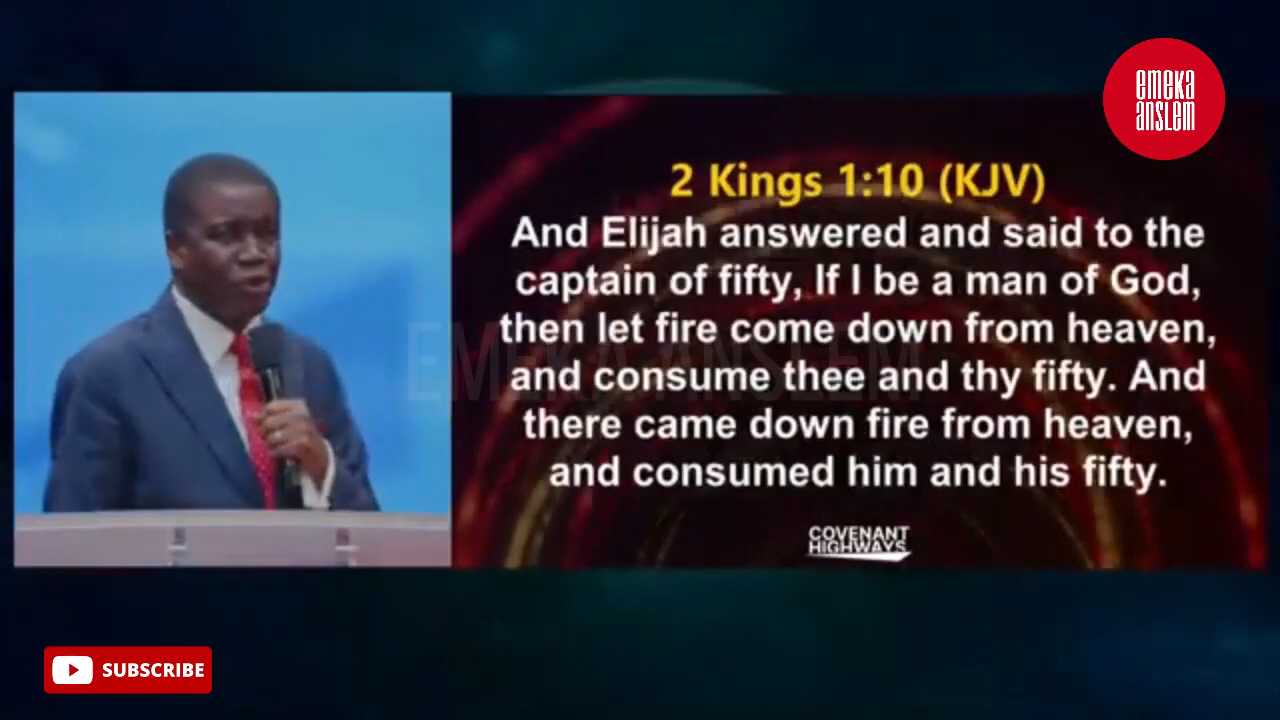 emeka
anslem
2 Kings 1:10 (KJV)
And Elijah answered and said to the
captain of fifty, If I be a man of God,
then let fire come down from heaven,
and consume thee and thy fifty. And
there came down fire from heaven,
and consumed him and his fifty.
EMEKA ANSLEM
COVENANT
HIGHWAYS
SUBSCRIBE